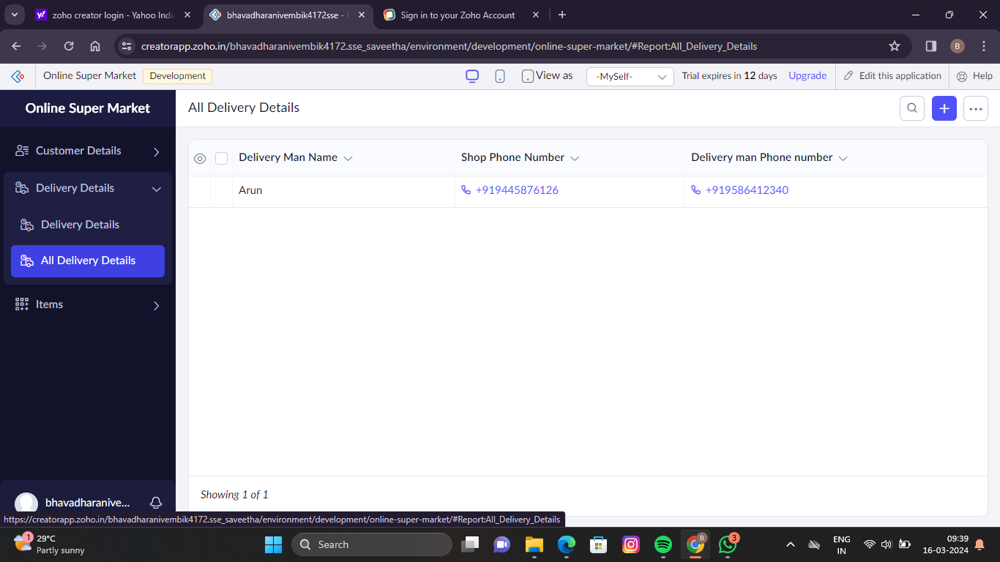 zoho creator login - Yahoo Indi
bhavadharanivembik4172sse -
Sign in to your Zoho Account
creatorapp.zoho.in/bhavadharanivembik4172.sse_saveetha/environment/development/online-super-market/#Report:All_Delivery_Details
B
Online Super Market
Development
View as
-MySelf-
Trial expires in 12 days
Upgrade
Edit this application
Help
Online Super Market
All Delivery Details
Customer Details
Delivery Details
Delivery Details
All Delivery Details
Items
Delivery Man Name
Shop Phone Number
Delivery man Phone number
Arun
+919445876126
+919586412340
Showing 1 of 1
bhavadharanive...
https://creatorapp.zoho.in/bhavadharanivembik4172.sse_saveetha/environment/development/online-super-market/#Report:All_Delivery_Details
1
29°C
Partly sunny
Search
B
3
ENG
IN
09:39
16-03-2024